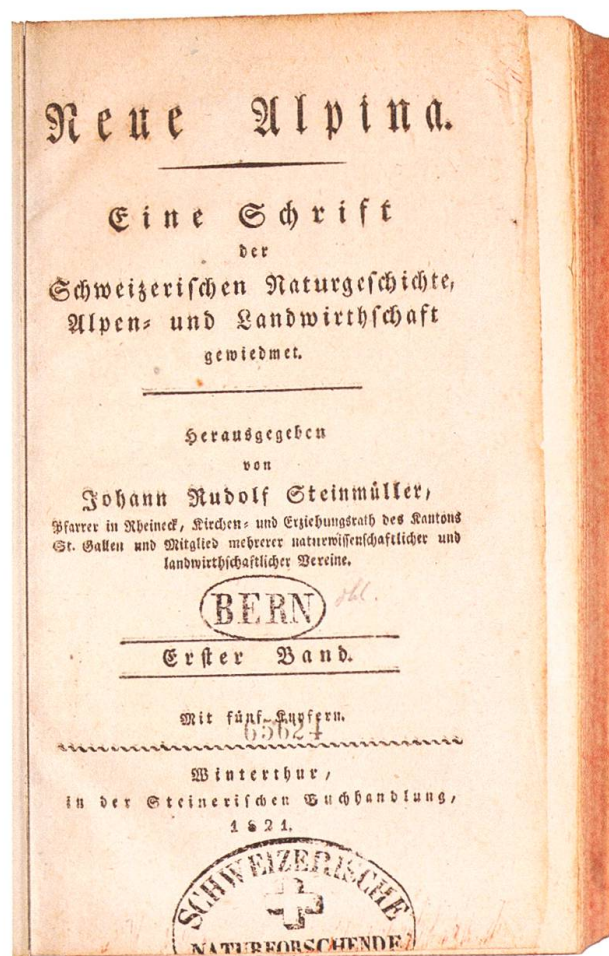 Neue Alpina.
Eine Schrift
der
Schweizerischen Naturgeschichte,
Alpen- und Landwirthschaft
gewiedmet.
Herausgegeben
von
Johann Rudolf Steinmüller,
Pfarrer in Rheineck, Kirchen- und Erziehungsrath des Kantons
St. Gallen und Mitglied mehrerer naturwissenschaftlicher und
landwirthschaftlicher Vereine.
BERN
Erster Band.
Mit fünf Kupfern.
65624
Winterthur,
in der Steinerischen Buchhandlung,
1821.
SCHWEIZERISCHE
NATURFORSCHENDE